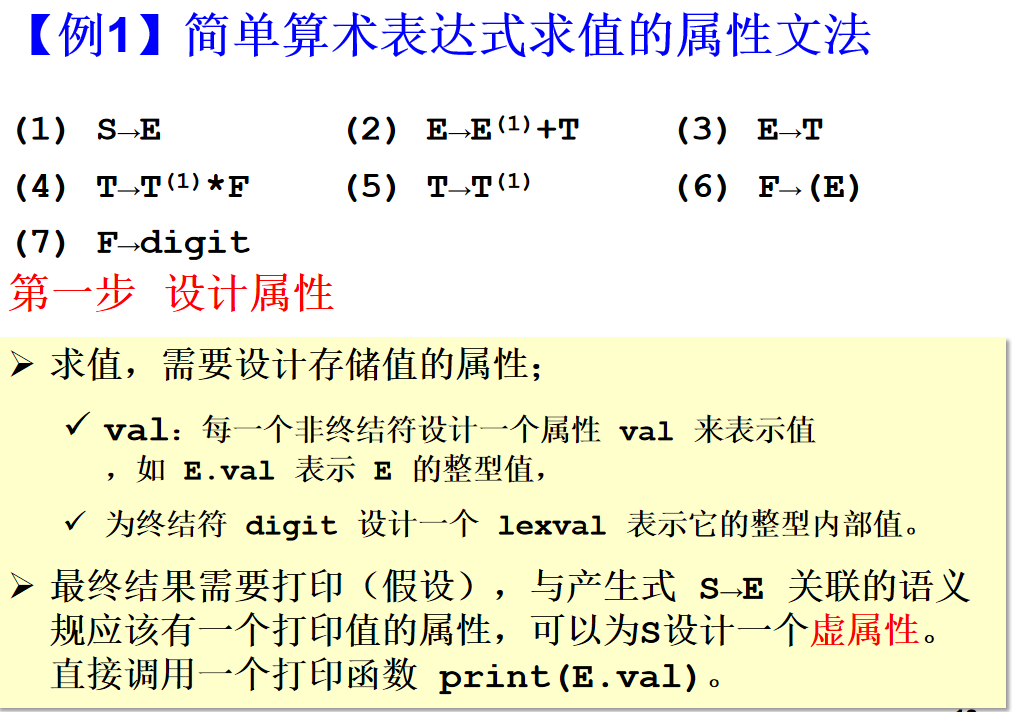 【例1】简单算术表达式求值的属性文法
(1) S→E (2) E→E(1)+T (3) E→T
(4) T→T(1)*F (5) T→T(1) (6) F→(E)
(7) F→digit
第一步 设计属性
➢ 求值，需要设计存储值的属性；
✓ val：每一个非终结符设计一个属性 val 来表示值
，如 E.val 表示 E 的整型值，
✓ 为终结符 digit 设计一个 lexval 表示它的整型内部值。
➢ 最终结果需要打印（假设），与产生式 S→E 关联的语义
规应该有一个打印值的属性，可以为S设计一个虚属性。
直接调用一个打印函数 print(E.val)。